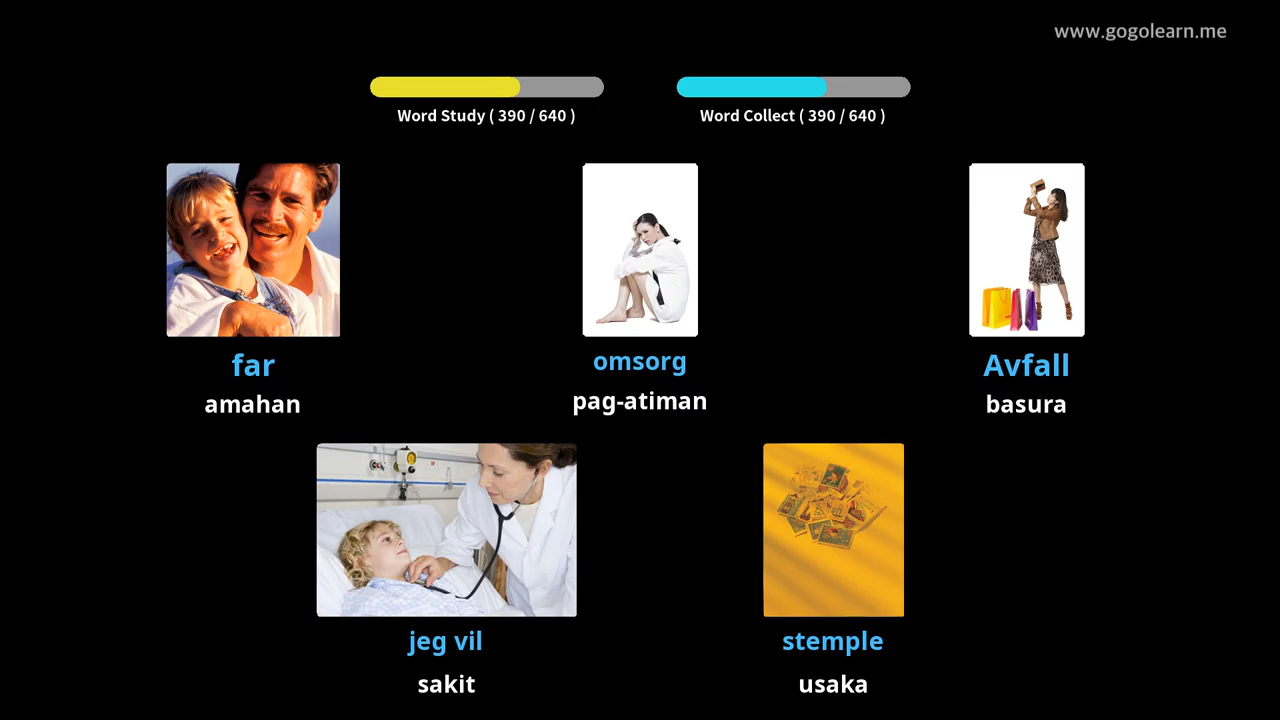 www.gogolearn.me
Word Study ( 390 / 640 )
Word Collect ( 390 / 640 )
far
amahan
omsorg
pag-atiman
Avfall
basura
jeg vil
sakit
stemple
usaka